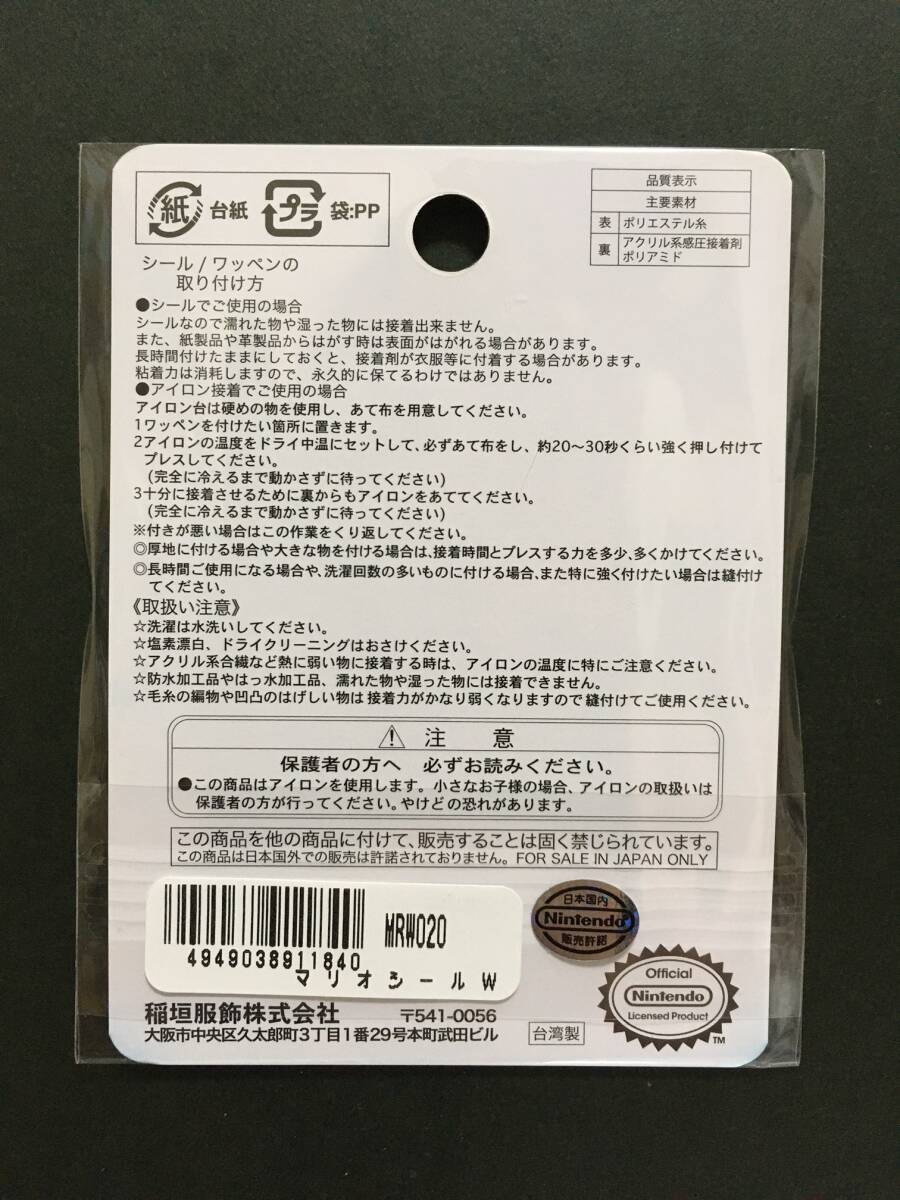 紙 台紙 プラ 袋:PP
品質表示
主要素材
表 ポリエステル糸
裏 アクリル系感圧接着剤
ポリアミド
シール / ワッペンの
取り付け方
●シールでご使用の場合
シールなので濡れた物や湿った物には接着出来ません。
また、紙製品や革製品からはがす時は表面がはがれる場合があります。
長時間付けたままにしておくと、接着剤が衣服等に付着する場合があります。
粘着力は消耗しますので、永久的に保てるわけではありません。
●アイロン接着でご使用の場合
アイロン台は硬めの物を使用し、あて布を用意してください。
1ワッペンを付けたい箇所に置きます。
2アイロンの温度をドライ中温にセットして、必ずあて布をし、約20〜30秒くらい強く押し付けて
プレスしてください。
(完全に冷えるまで動かさずに待ってください)
3十分に接着させるために裏からもアイロンをあててください。
(完全に冷えるまで動かさずに待ってください)
※付きが悪い場合はこの作業をくり返してください。
◎厚地に付ける場合や大きな物を付ける場合は、接着時間とプレスする力を多少、多くかけてください。
◎長時間ご使用になる場合や、洗濯回数の多いものに付ける場合、また特に強く付けたい場合は縫付け
てください。
《取扱い注意》
☆洗濯は水洗いしてください。
☆塩素漂白、ドライクリーニングはおさけください。
☆アクリル系合繊など熱に弱い物に接着する時は、アイロンの温度に特にご注意ください。
☆防水加工品やはっ水加工品、濡れた物や湿った物には接着できません。
☆毛糸の編物や凹凸のはげしい物は 接着力がかなり弱くなりますので 縫付けてご使用ください。
⚠ 注 意
保護者の方へ 必ずお読みください。
●この商品はアイロンを使用します。小さなお子様の場合、アイロンの取扱いは
保護者の方が行ってください。やけどの恐れがあります。
この商品を他の商品に付けて、販売することは固く禁じられています。
この商品は日本国外での販売は許諾されておりません。FOR SALE IN JAPAN ONLY
MRW020
4949038911840
マリオシールW
日本国内
Nintendo
販売許諾
Official
Nintendo
Licensed Product
TM
稲垣服飾株式会社 〒541-0056
大阪市中央区久太郎町3丁目1番29号本町武田ビル
台湾製